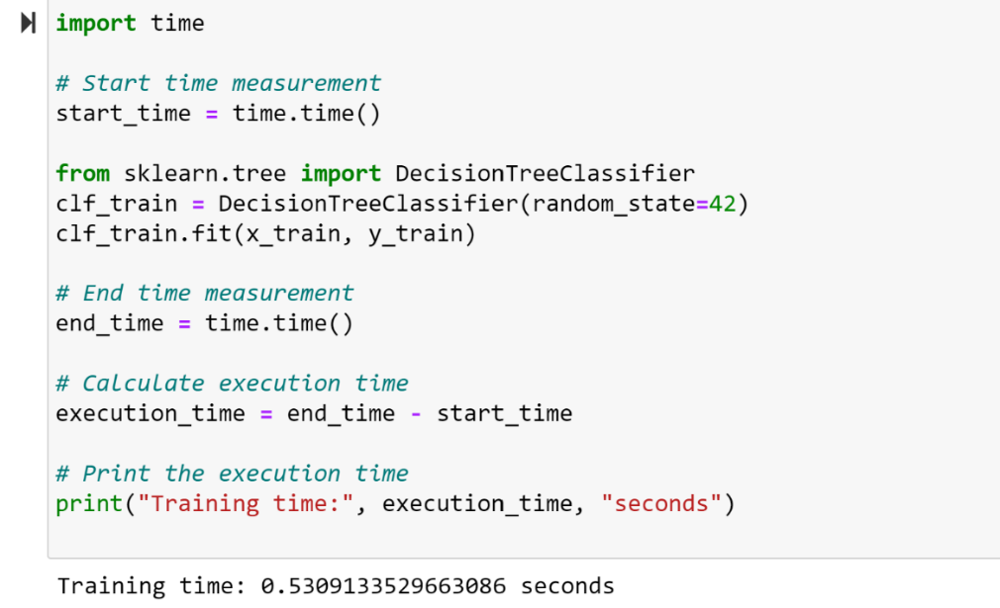 import time
# Start time measurement
start_time = time.time()
from sklearn.tree import DecisionTreeClassifier
clf_train = DecisionTreeClassifier(random_state=42)
clf_train.fit(x_train, y_train)
# End time measurement
end_time = time.time()
# Calculate execution time
execution_time = end_time - start_time
# Print the execution time
print("Training time:", execution_time, "seconds")
Training time: 0.5309133529663086 seconds